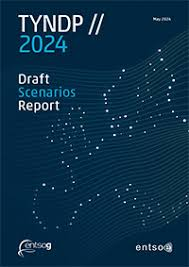 TYNDP //
2024
May 2024
Draft
Scenarios
Report
entsog
entsoe